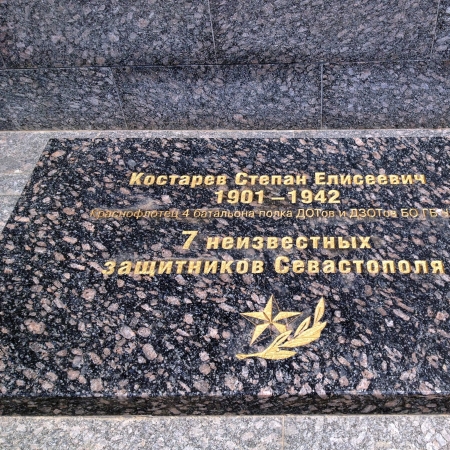 Костарев Степан Елисеевич
1901–1942
Краснофлотец 4 батальона полка ДОТов и ДЗОТов БО ГБ
7 неизвестных
защитников Севастополя